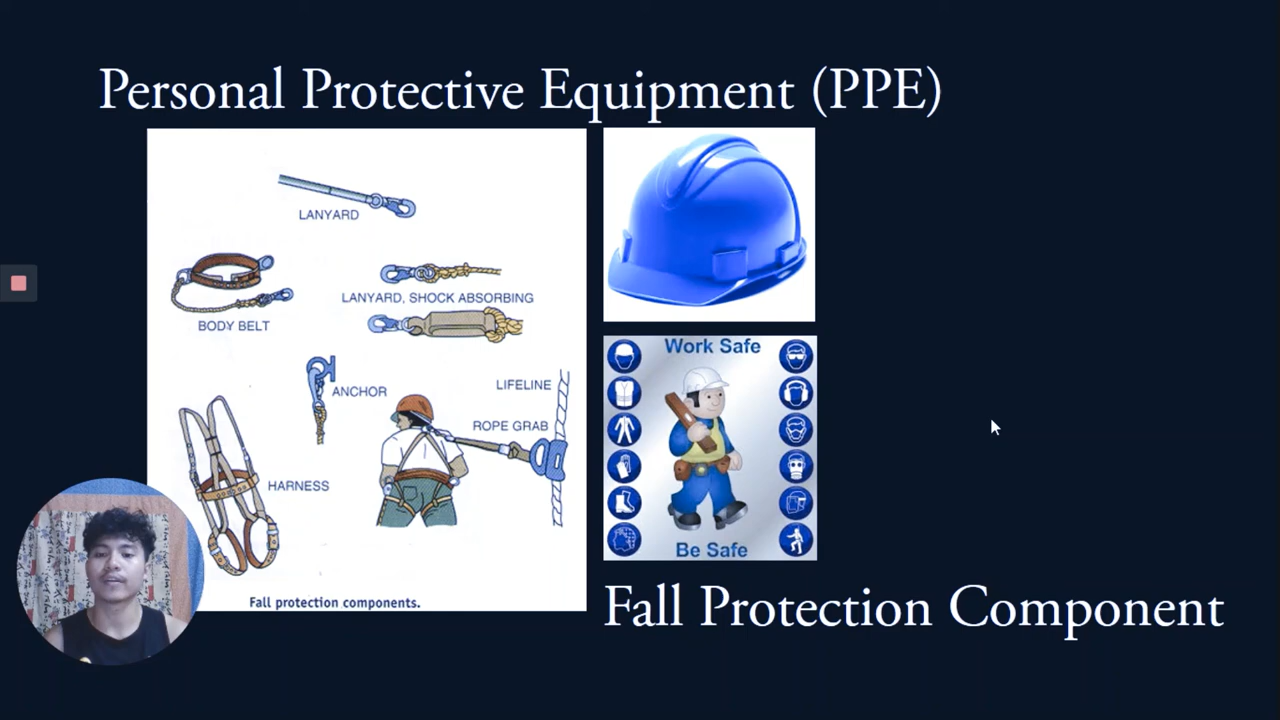 Personal Protective Equipment (PPE)
LANYARD
BODY BELT
LANYARD, SHOCK ABSORBING
ANCHOR
LIFELINE
ROPE GRAB
HARNESS
Fall protection components.
Work Safe
Be Safe
Fall Protection Component